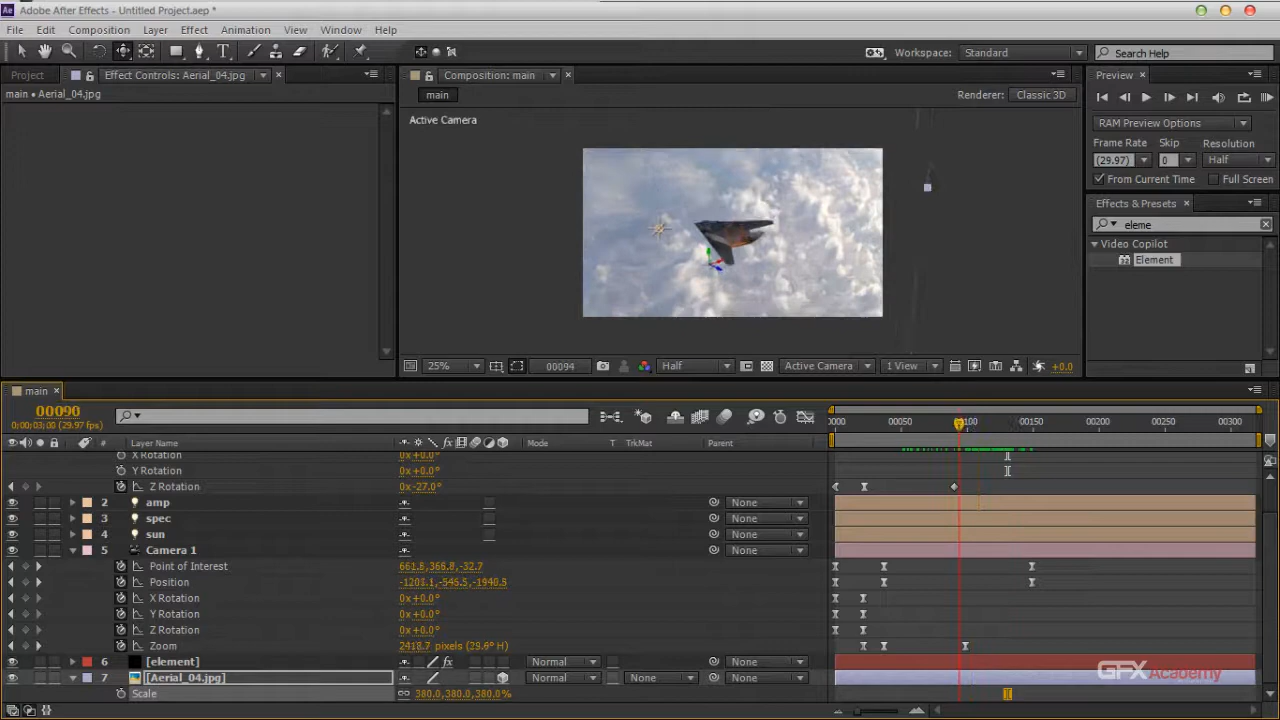 Adobe After Effects - Untitled Project.aep *
File Edit Composition Layer Effect Animation View Window Help
Workspace: Standard Search Help
Project Effect Controls: Aerial_04.jpg
main • Aerial_04.jpg
Composition: main
main
Renderer: Classic 3D
Active Camera
25% 00094 Half Active Camera 1 View +0.0
Preview
RAM Preview Options
Frame Rate Skip Resolution
(29.97) 0 Half
From Current Time Full Screen
Effects & Presets
eleme
Video Copilot
Element
main
00090
0:00:03:00 (29.97 fps)
0000 00050 00100 00150 00200 00250 00300
# Layer Name Mode T TrkMat Parent
X Rotation 0x+0.0°
Y Rotation 0x+0.0°
Z Rotation 0x-27.0°
2 amp None
3 spec None
4 sun None
5 Camera 1 None
Point of Interest 661.8,366.8,-32.7
Position -1208.1,-545.5,-1940.5
X Rotation 0x+0.0°
Y Rotation 0x+0.0°
Z Rotation 0x+0.0°
Zoom 2418.7 pixels (29.6° H)
6 [element] Normal None
7 [Aerial_04.jpg] Normal None None
Scale 380.0,380.0,380.0%
GFXAcademy